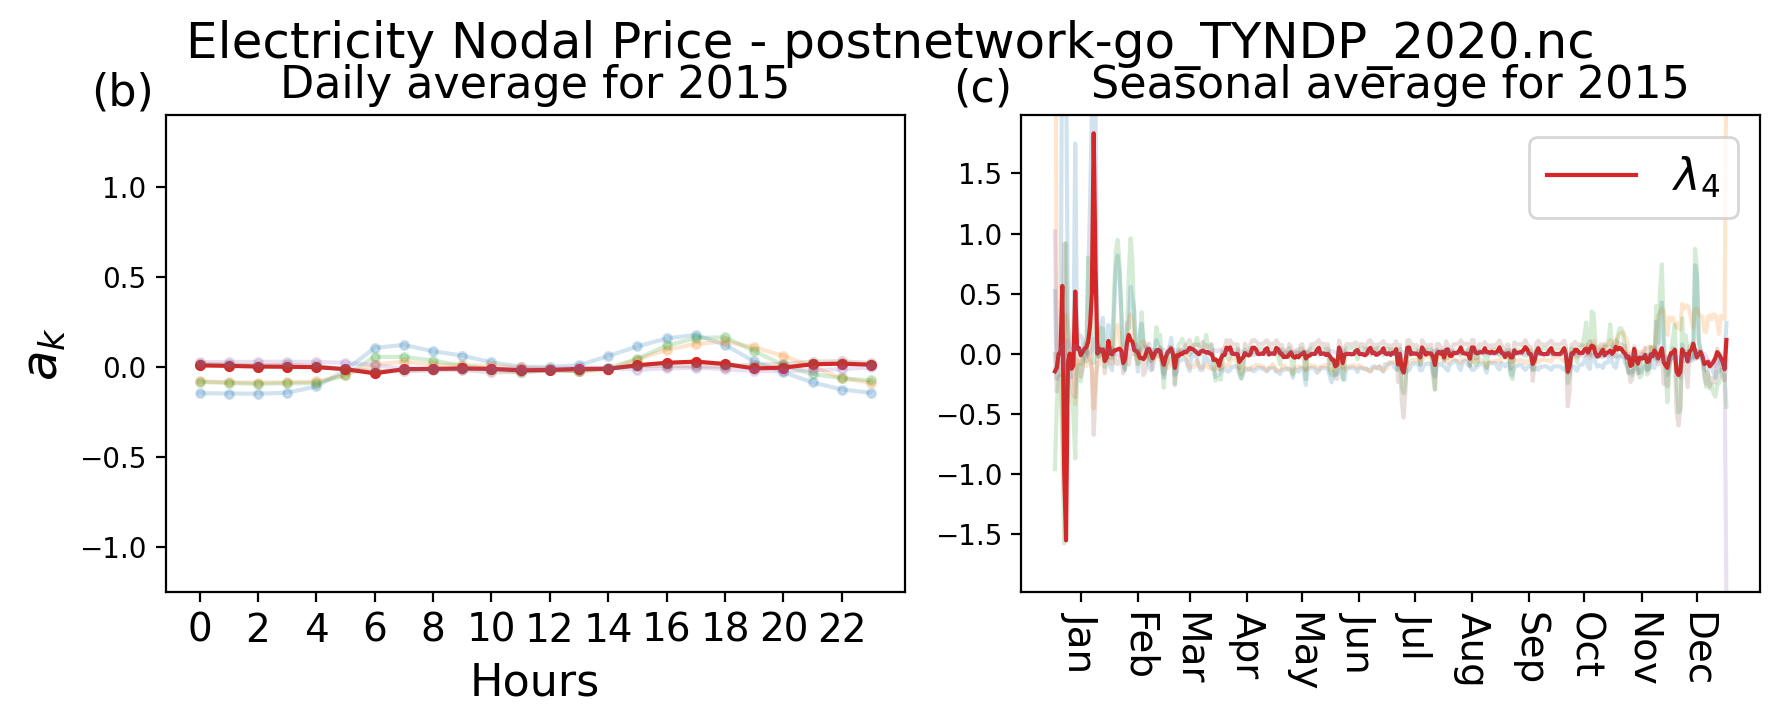 Electricity Nodal Price - postnetwork-go_TYNDP_2020.nc
(b) Daily average for 2015
1.0
0.5
0.0
−0.5
−1.0
a_k
0 2 4 6 8 10 12 14 16 18 20 22
Hours
(c) Seasonal average for 2015
λ_4
1.5
1.0
0.5
0.0
−0.5
−1.0
−1.5
Jan Feb Mar Apr May Jun Jul Aug Sep Oct Nov Dec